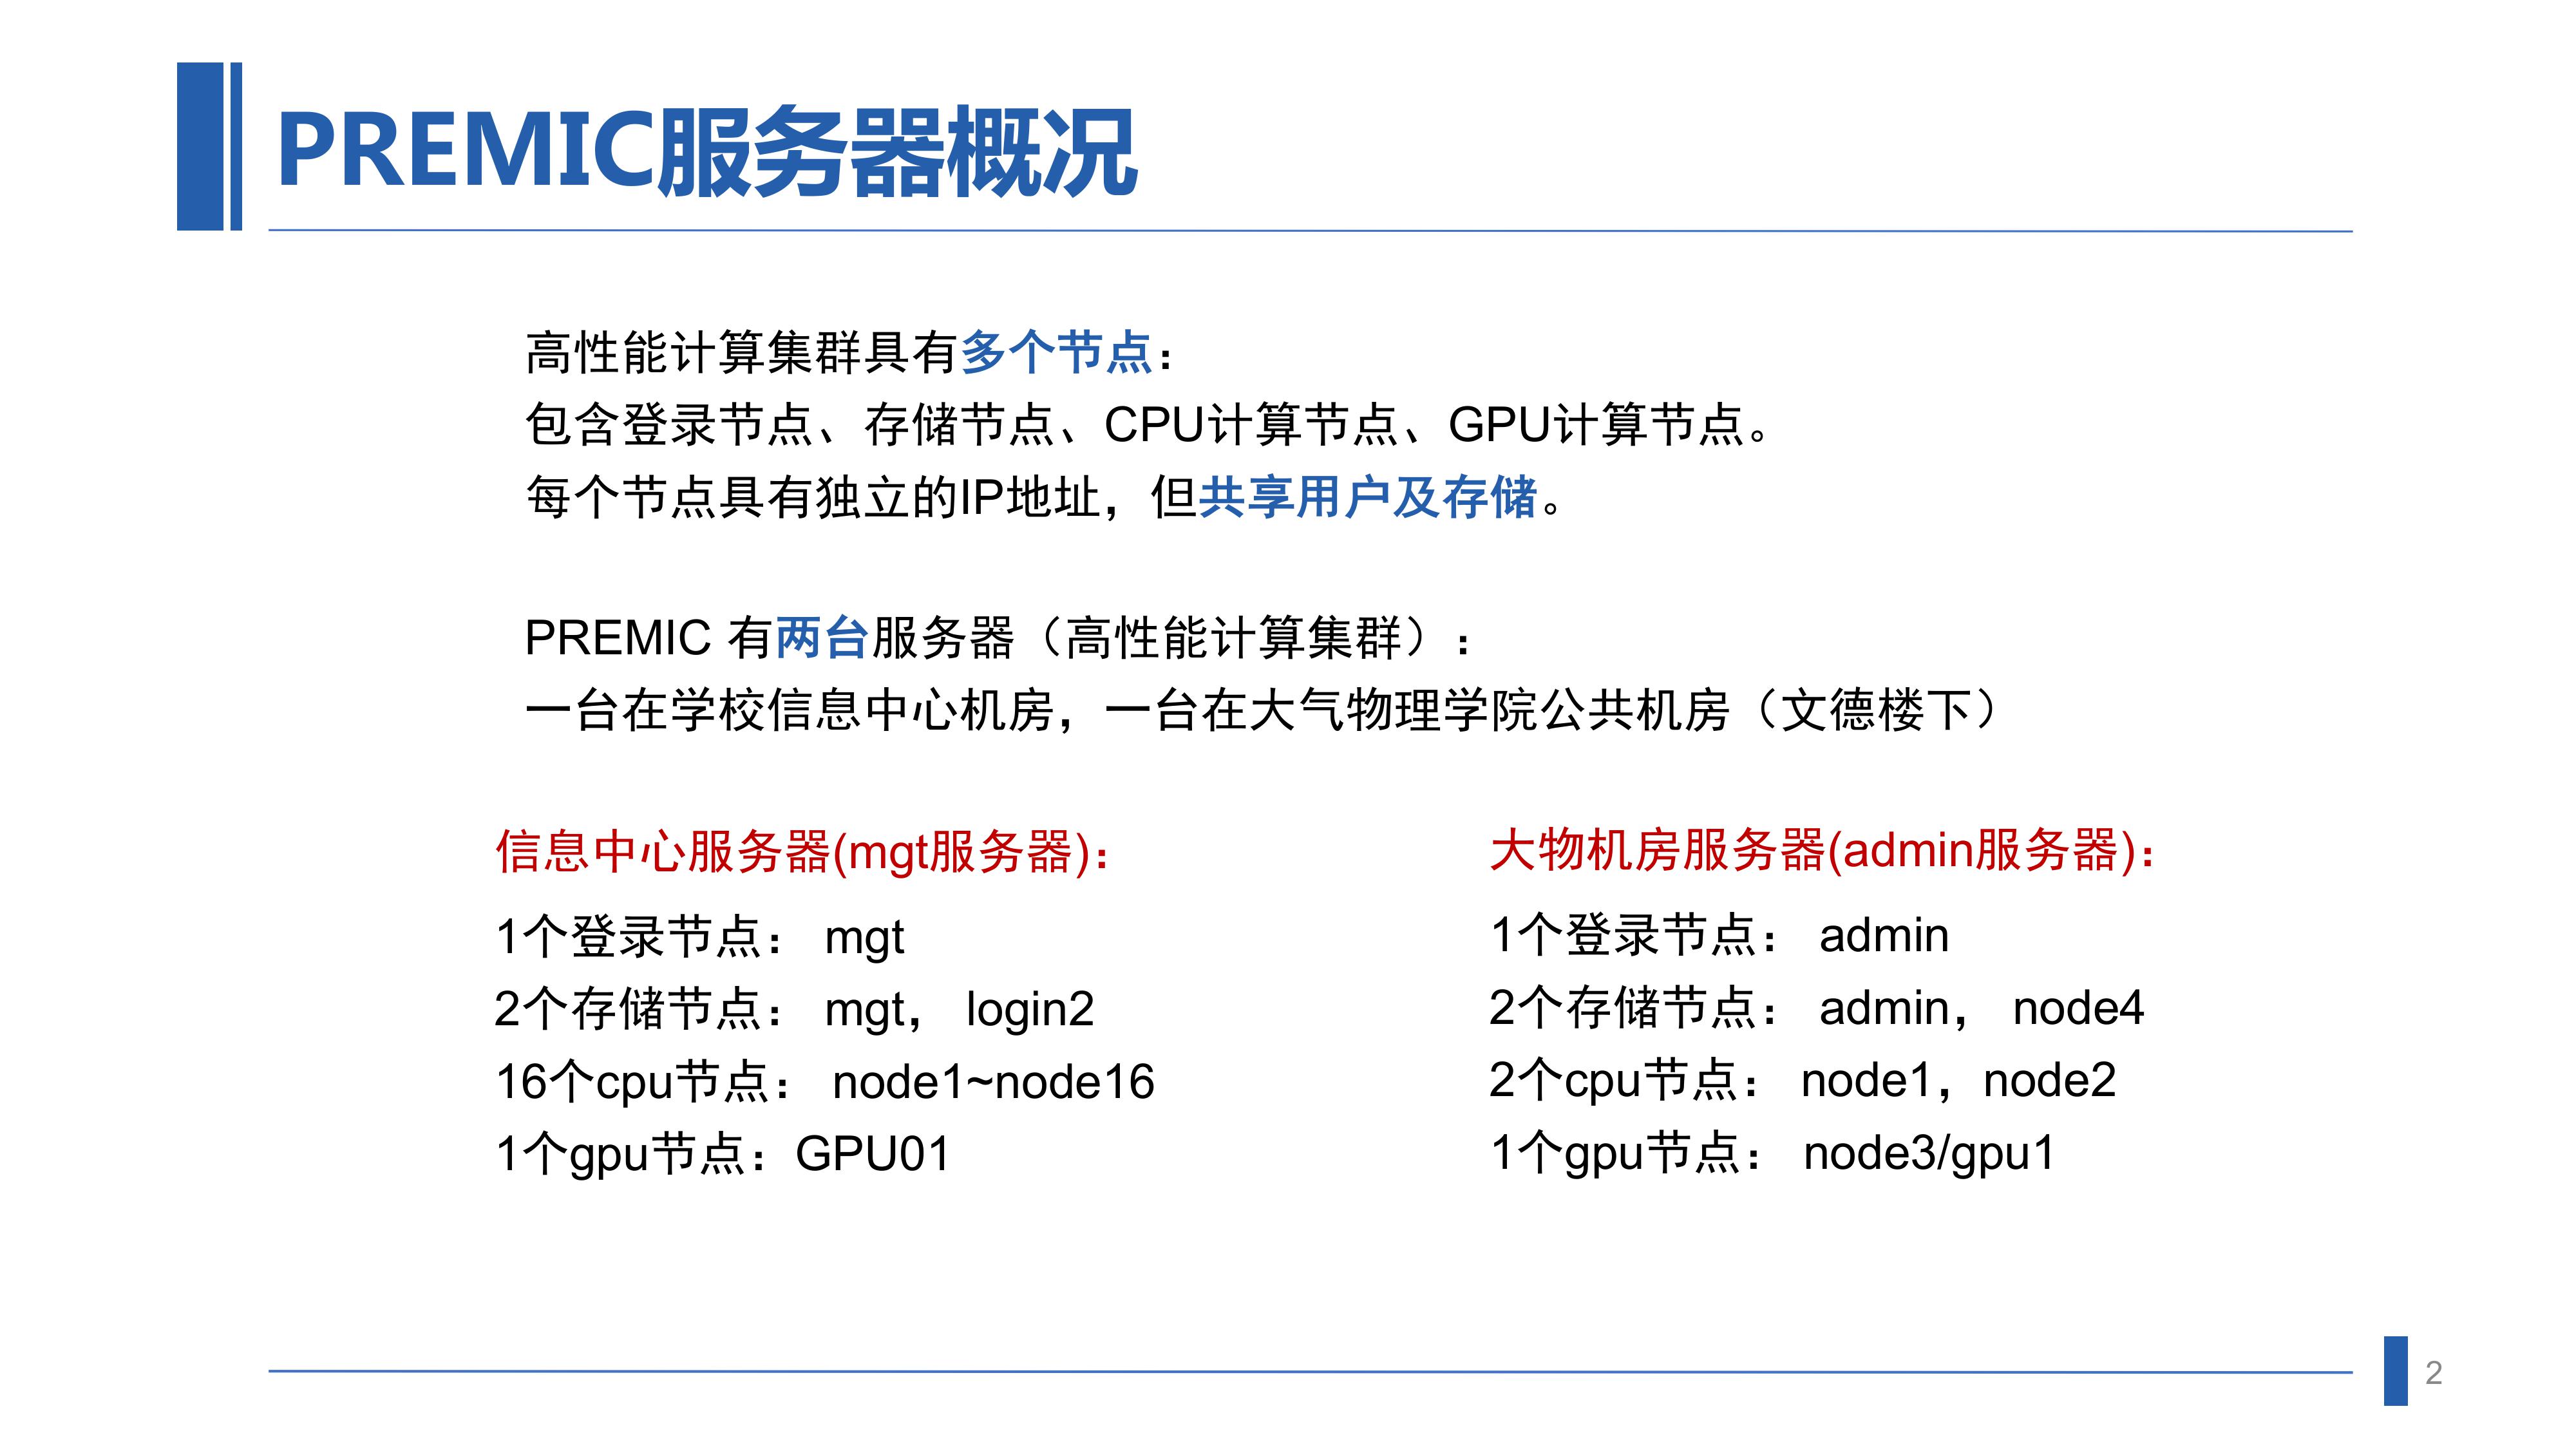 PREMIC服务器概况
高性能计算集群具有多个节点：
包含登录节点、存储节点、CPU计算节点、GPU计算节点。
每个节点具有独立的IP地址，但共享用户及存储。
PREMIC 有两台服务器（高性能计算集群）：
一台在学校信息中心机房，一台在大气物理学院公共机房（文德楼下）
信息中心服务器(mgt服务器)：
1个登录节点： mgt
2个存储节点： mgt， login2
16个cpu节点： node1~node16
1个gpu节点：GPU01
大物机房服务器(admin服务器)：
1个登录节点： admin
2个存储节点： admin， node4
2个cpu节点： node1，node2
1个gpu节点： node3/gpu1
2